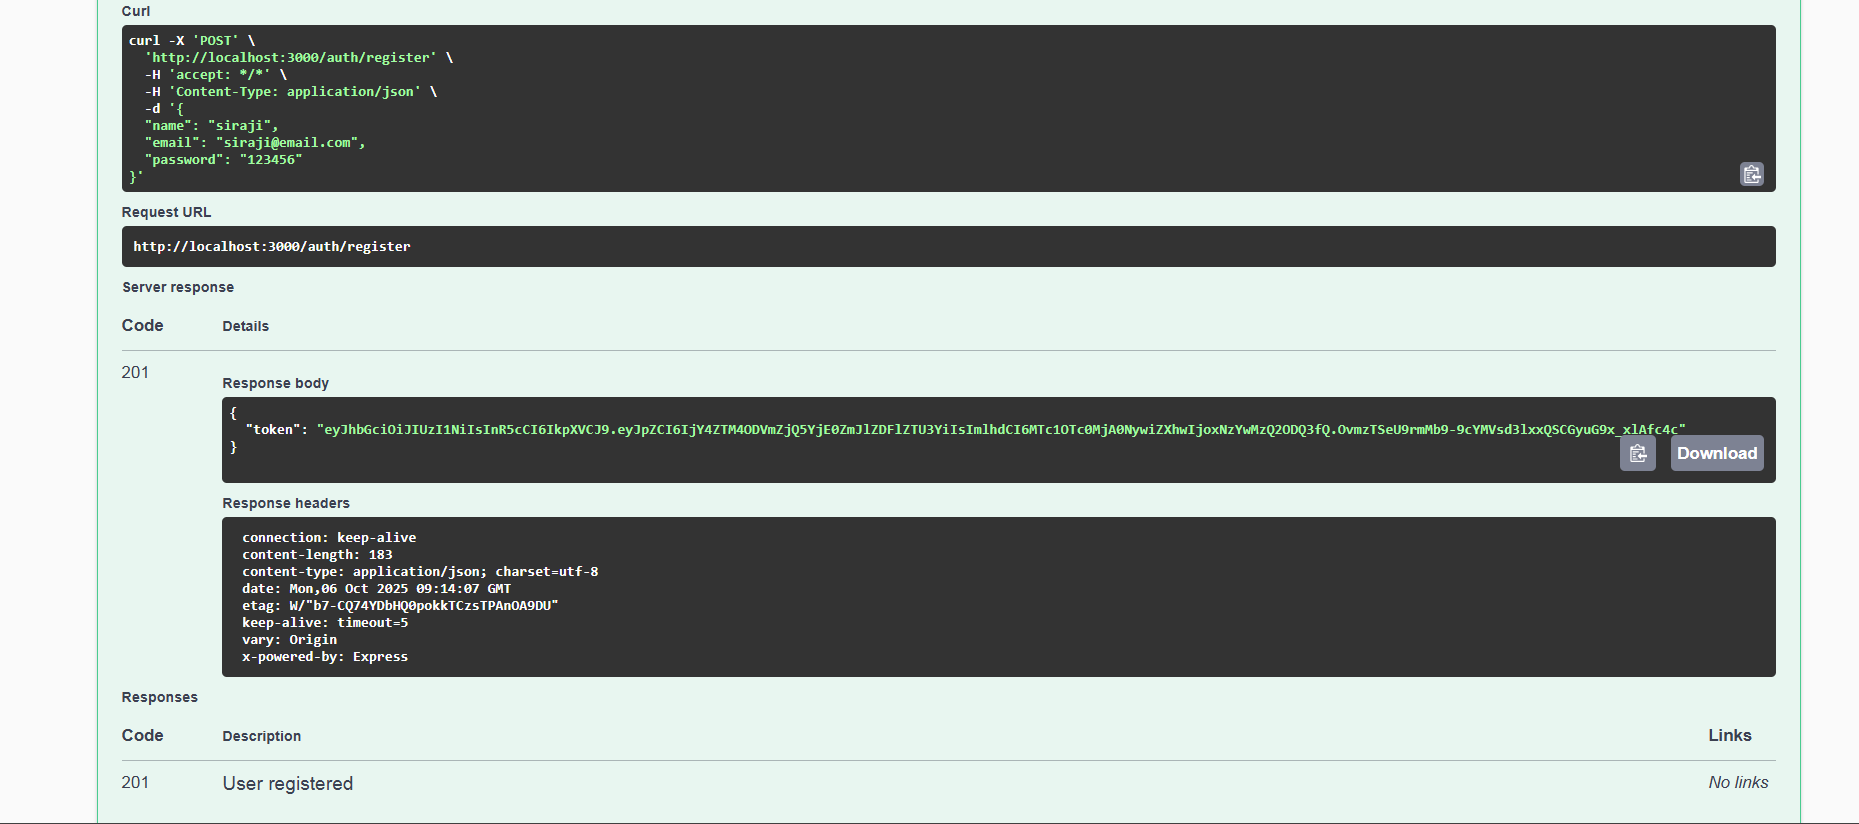 Curl
curl -X 'POST' \
'http://localhost:3000/auth/register' \
-H 'accept: */*' \
-H 'Content-Type: application/json' \
-d '{
"name": "siraji",
"email": "siraji@email.com",
"password": "123456"
}'
Request URL
http://localhost:3000/auth/register
Server response
Code Details
201
Response body
{
"token": "eyJhbGciOiJIUzI1NiIsInR5cCI6IkpXVCJ9.eyJpZCI6IjY4ZTM4ODVmZjQ5YjE0ZmJlZDFlZTU3YiIsImlhdCI6MTc1OTc0MjA0NywiZXhwIjoxNzYwMzQ2ODQ3fQ.OvmzTSeU9rmMb9-9cYMVsd3lxxQSCGyuG9x_xlAfc4c"
}
Download
Response headers
connection: keep-alive
content-length: 183
content-type: application/json; charset=utf-8
date: Mon,06 Oct 2025 09:14:07 GMT
etag: W/"b7-CQ74YDbHQ0pokkTCzsTPAnOA9DU"
keep-alive: timeout=5
vary: Origin
x-powered-by: Express
Responses
Code Description Links
201 User registered No links